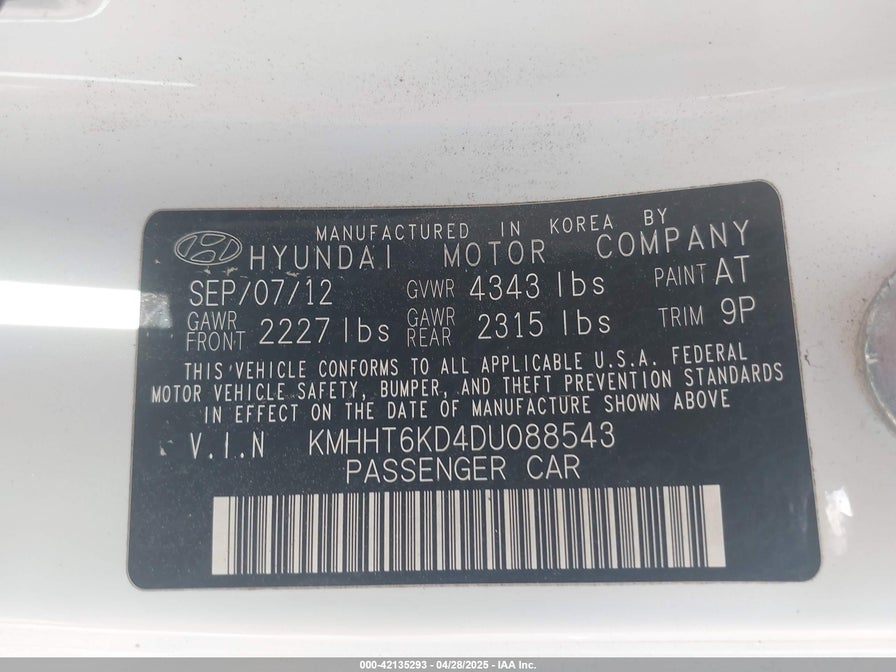 MANUFACTURED IN KOREA BY
HYUNDAI MOTOR COMPANY
SEP/07/12 GVWR 4343 lbs PAINT AT
GAWR FRONT 2227 lbs GAWR REAR 2315 lbs TRIM 9P
THIS VEHICLE CONFORMS TO ALL APPLICABLE U.S.A. FEDERAL
MOTOR VEHICLE SAFETY, BUMPER, AND THEFT PREVENTION STANDARDS
IN EFFECT ON THE DATE OF MANUFACTURE SHOWN ABOVE
V.I.N KMHHT6KD4DU088543
PASSENGER CAR
000-42135293 - 04/28/2025 - IAA Inc.